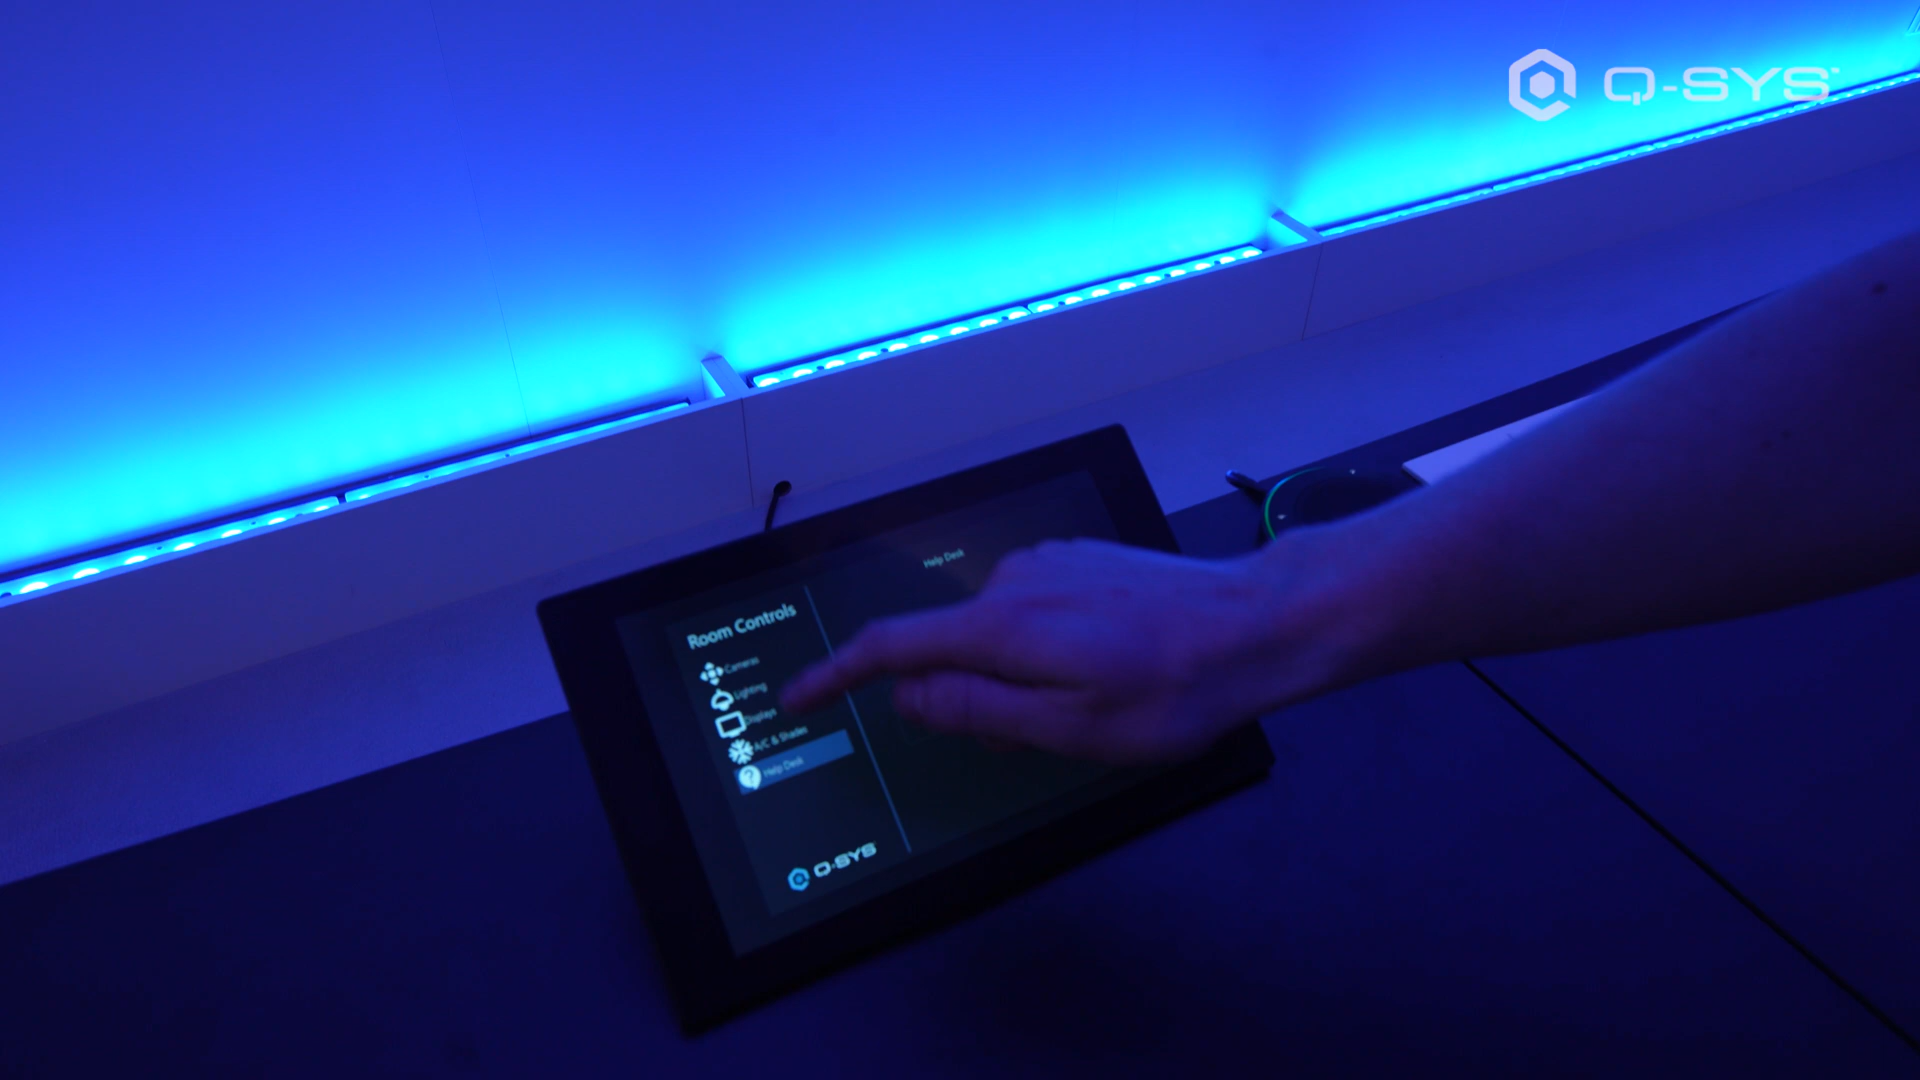 Q-SYS
Help Desk
Room Controls
Cameras
Lighting
Displays
A/C & Shades
Help Desk
Q-SYS